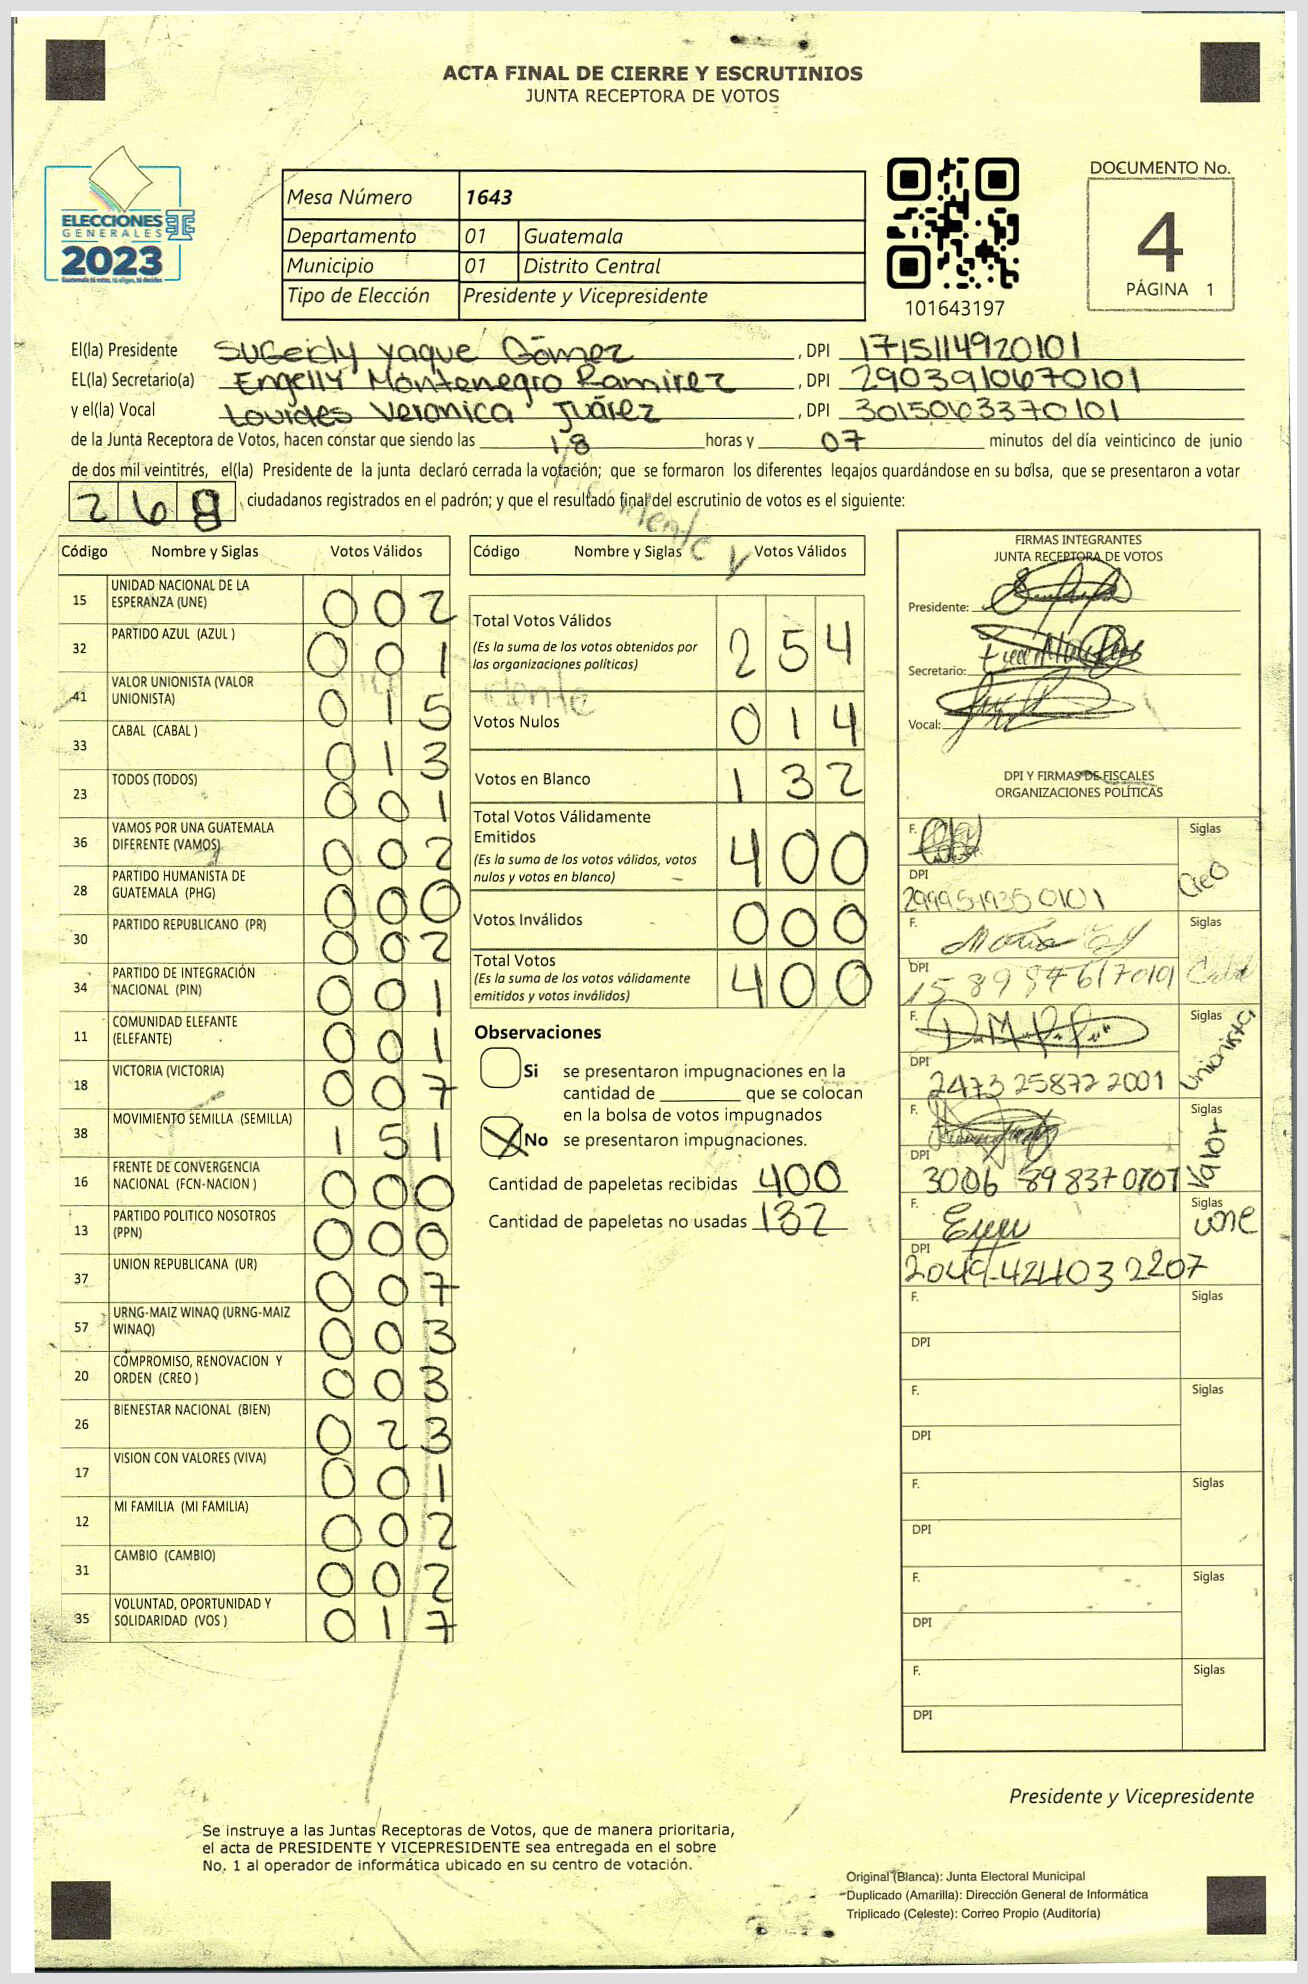 ACTA FINAL DE CIERRE Y ESCRUTINIOS
JUNTA RECEPTORA DE VOTOS
ELECCIONES
GENERALES
2023
Mesa Número 1643
Departamento 01 Guatemala
Municipio 01 Distrito Central
Tipo de Elección Presidente y Vicepresidente
101643197
DOCUMENTO No.
4
PÁGINA 1
El(la) Presidente Sugeidy Yaque Gómez, DPI 1715114920101
EL(la) Secretario(a) Engelly Montenegro Ramirez, DPI 2903910670101
y el(la) Vocal Lourdes Veronica Juárez, DPI 3015063370101
de la Junta Receptora de Votos, hacen constar que siendo las 18 horas y 07 minutos del día veinticinco de junio
de dos mil veintitrés, el(la) Presidente de la junta declaró cerrada la votación; que se formaron los diferentes legajos guardándose en su bolsa, que se presentaron a votar
268 ciudadanos registrados en el padrón; y que el resultado final del escrutinio de votos es el siguiente:
Código Nombre y Siglas Votos Válidos
15 UNIDAD NACIONAL DE LA ESPERANZA (UNE) 002
32 PARTIDO AZUL (AZUL ) 001
41 VALOR UNIONISTA (VALOR UNIONISTA) 015
33 CABAL (CABAL ) 013
23 TODOS (TODOS) 001
36 VAMOS POR UNA GUATEMALA DIFERENTE (VAMOS) 002
28 PARTIDO HUMANISTA DE GUATEMALA (PHG) 000
30 PARTIDO REPUBLICANO (PR) 002
34 PARTIDO DE INTEGRACIÓN NACIONAL (PIN) 001
11 COMUNIDAD ELEFANTE (ELEFANTE) 001
18 VICTORIA (VICTORIA) 007
38 MOVIMIENTO SEMILLA (SEMILLA) 151
16 FRENTE DE CONVERGENCIA NACIONAL (FCN-NACION ) 000
13 PARTIDO POLITICO NOSOTROS (PPN) 000
37 UNION REPUBLICANA (UR) 007
57 URNG-MAIZ WINAQ (URNG-MAIZ WINAQ) 003
20 COMPROMISO, RENOVACION Y ORDEN (CREO ) 003
26 BIENESTAR NACIONAL (BIEN) 023
17 VISION CON VALORES (VIVA) 001
12 MI FAMILIA (MI FAMILIA) 002
31 CAMBIO (CAMBIO) 002
35 VOLUNTAD, OPORTUNIDAD Y SOLIDARIDAD (VOS ) 017
Código Nombre y Siglas Votos Válidos
Total Votos Válidos 254
(Es la suma de los votos obtenidos por
las organizaciones políticas)
Votos Nulos 014
Votos en Blanco 132
Total Votos Válidamente
Emitidos 400
(Es la suma de los votos válidos, votos
nulos y votos en blanco)
Votos Inválidos 000
Total Votos 400
(Es la suma de los votos válidamente
emitidos y votos inválidos)
Observaciones
Si se presentaron impugnaciones en la
cantidad de ________ que se colocan
en la bolsa de votos impugnados
No se presentaron impugnaciones.
Cantidad de papeletas recibidas 400
Cantidad de papeletas no usadas 132
FIRMAS INTEGRANTES
JUNTA RECEPTORA DE VOTOS
Presidente:
Secretario:
Vocal:
DPI Y FIRMAS DE FISCALES
ORGANIZACIONES POLÍTICAS
F. Siglas Creo
DPI
F. Siglas
DPI
F. Siglas Unionista
DPI 2473 25872 2001
F. Siglas Valor
DPI 3006 89837 0101
F. Siglas UNE
DPI 2049-42403 2207
F. Siglas
DPI
F. Siglas
DPI
F. Siglas
DPI
F. Siglas
DPI
F. Siglas
DPI
Presidente y Vicepresidente
Se instruye a las Juntas Receptoras de Votos, que de manera prioritaria,
el acta de PRESIDENTE Y VICEPRESIDENTE sea entregada en el sobre
No. 1 al operador de informática ubicado en su centro de votación.
Original (Blanca): Junta Electoral Municipal
Duplicado (Amarilla): Dirección General de Informática
Triplicado (Celeste): Correo Propio (Auditoría)